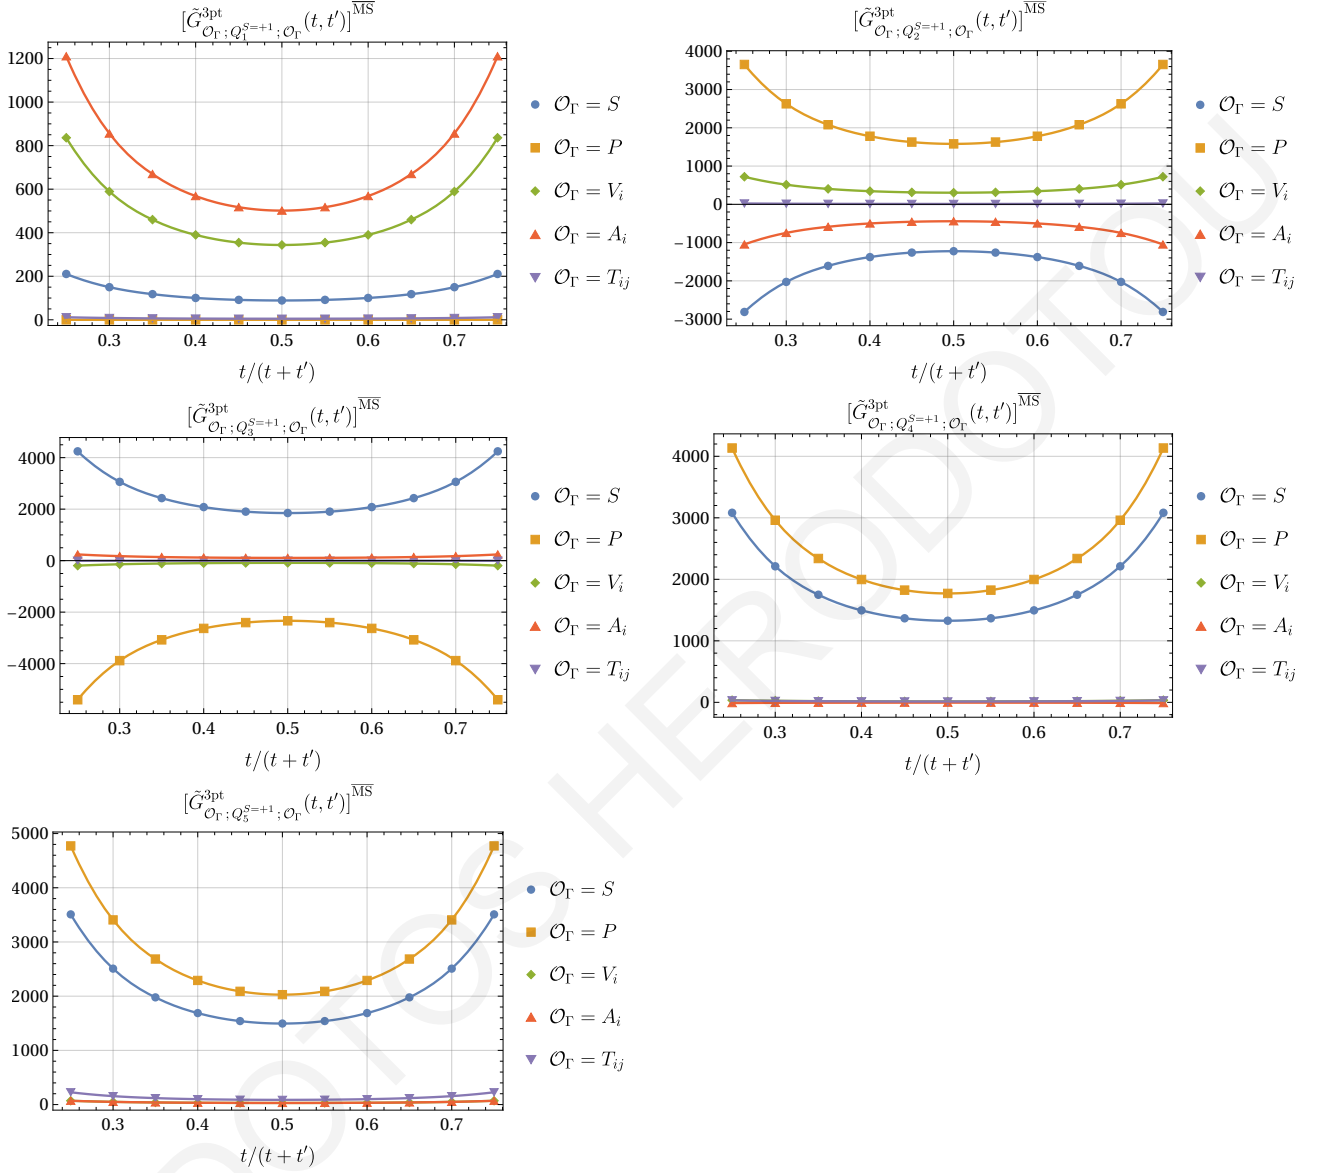 [G̃^{3pt}_{𝒪_Γ;Q_1^{S=+1};𝒪_Γ}(t,t′)]^{\overline{MS}}
1200
1000
800
600
400
200
0
0.3 0.4 0.5 0.6 0.7
t/(t + t′)
𝒪_Γ = S
𝒪_Γ = P
𝒪_Γ = V_i
𝒪_Γ = A_i
𝒪_Γ = T_{ij}
[G̃^{3pt}_{𝒪_Γ;Q_2^{S=+1};𝒪_Γ}(t,t′)]^{\overline{MS}}
4000
3000
2000
1000
0
−1000
−2000
−3000
0.3 0.4 0.5 0.6 0.7
t/(t + t′)
𝒪_Γ = S
𝒪_Γ = P
𝒪_Γ = V_i
𝒪_Γ = A_i
𝒪_Γ = T_{ij}
[G̃^{3pt}_{𝒪_Γ;Q_3^{S=+1};𝒪_Γ}(t,t′)]^{\overline{MS}}
4000
2000
0
−2000
−4000
0.3 0.4 0.5 0.6 0.7
t/(t + t′)
𝒪_Γ = S
𝒪_Γ = P
𝒪_Γ = V_i
𝒪_Γ = A_i
𝒪_Γ = T_{ij}
[G̃^{3pt}_{𝒪_Γ;Q_4^{S=+1};𝒪_Γ}(t,t′)]^{\overline{MS}}
4000
3000
2000
1000
0
0.3 0.4 0.5 0.6 0.7
t/(t + t′)
𝒪_Γ = S
𝒪_Γ = P
𝒪_Γ = V_i
𝒪_Γ = A_i
𝒪_Γ = T_{ij}
[G̃^{3pt}_{𝒪_Γ;Q_5^{S=+1};𝒪_Γ}(t,t′)]^{\overline{MS}}
5000
4000
3000
2000
1000
0
0.3 0.4 0.5 0.6 0.7
t/(t + t′)
𝒪_Γ = S
𝒪_Γ = P
𝒪_Γ = V_i
𝒪_Γ = A_i
𝒪_Γ = T_{ij}
HERODOTOU